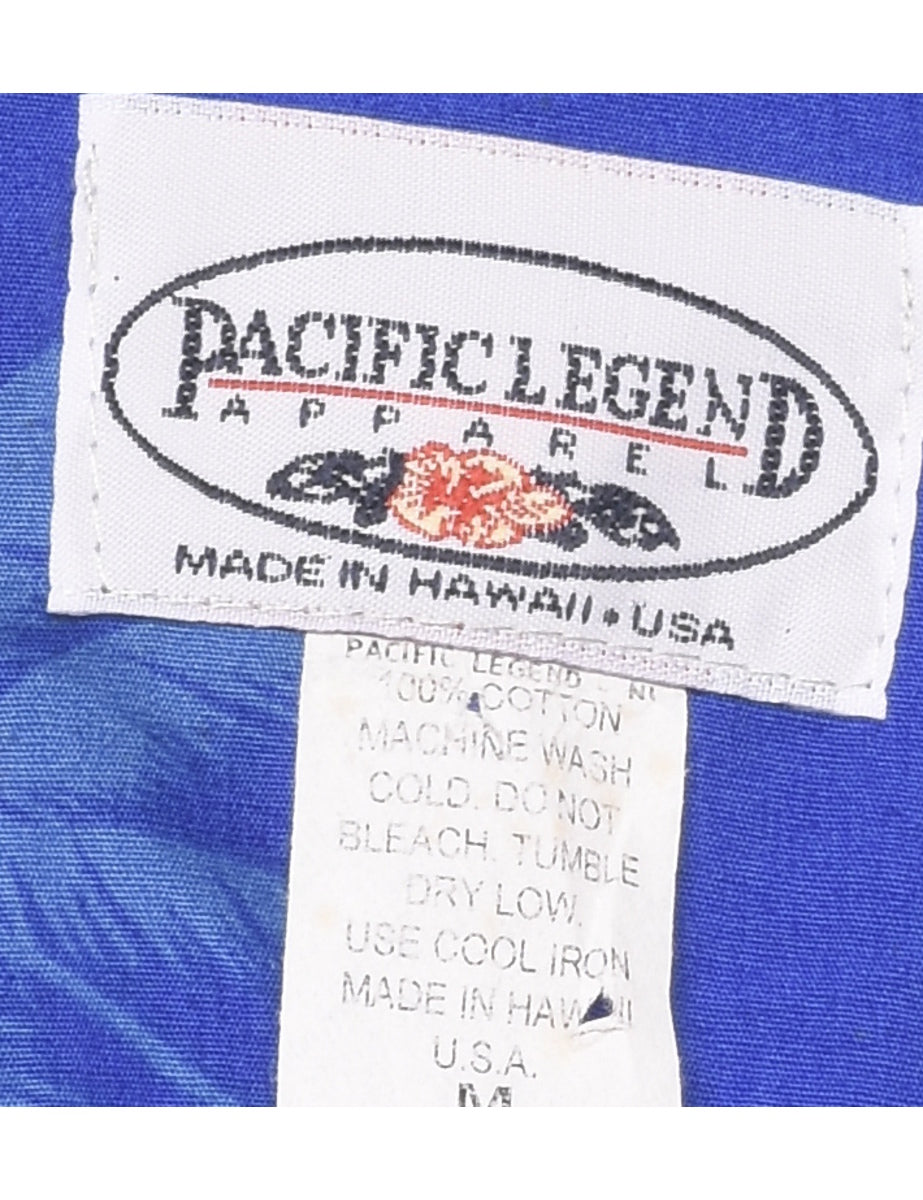 PACIFIC LEGEND
APPAREL
MADE IN HAWAII • USA
PACIFIC LEGEND
100% COTTON
MACHINE WASH
COLD. DO NOT
BLEACH. TUMBLE
DRY LOW.
USE COOL IRON
MADE IN HAWAII
U.S.A.
M